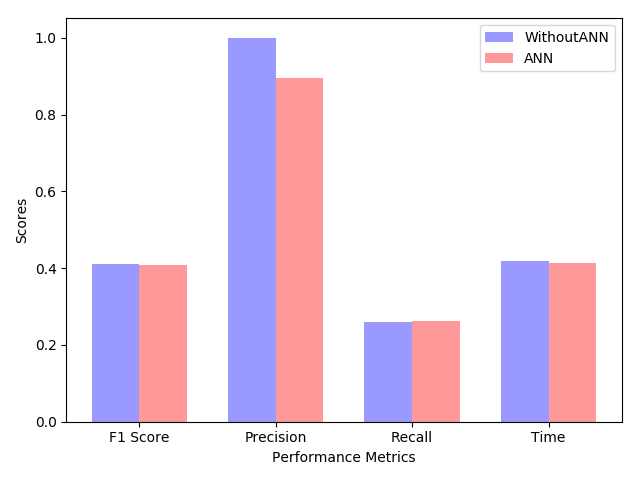 WithoutANN
ANN
1.0
0.8
0.6
0.4
0.2
0.0
Scores
F1 Score
Precision
Recall
Time
Performance Metrics